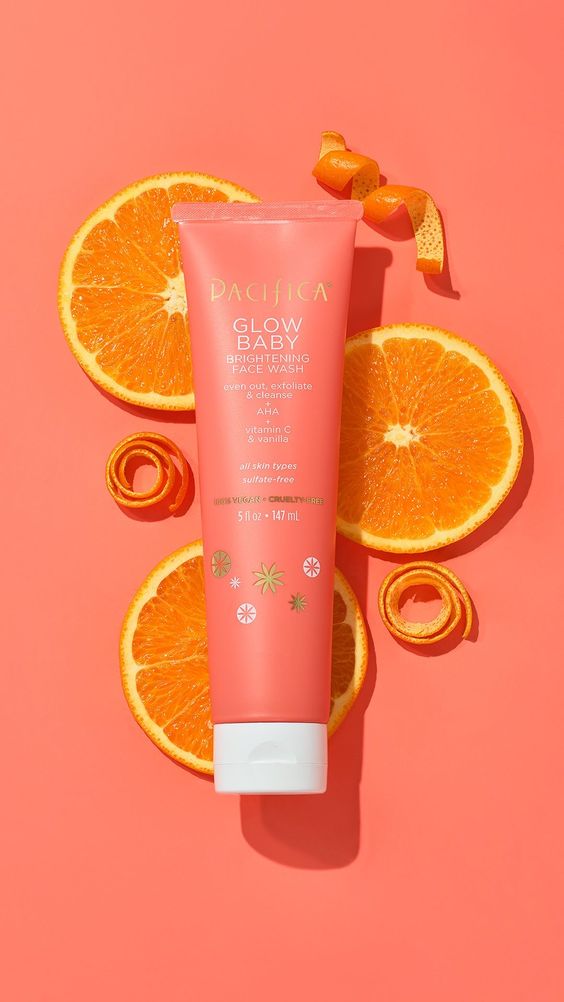 PACIFICA
GLOW
BABY
BRIGHTENING
FACE WASH
even out, exfoliate
& cleanse
+
AHA
+
vitamin C
& vanilla
all skin types
sulfate-free
100% VEGAN + CRUELTY-FREE
5 fl oz • 147 mL